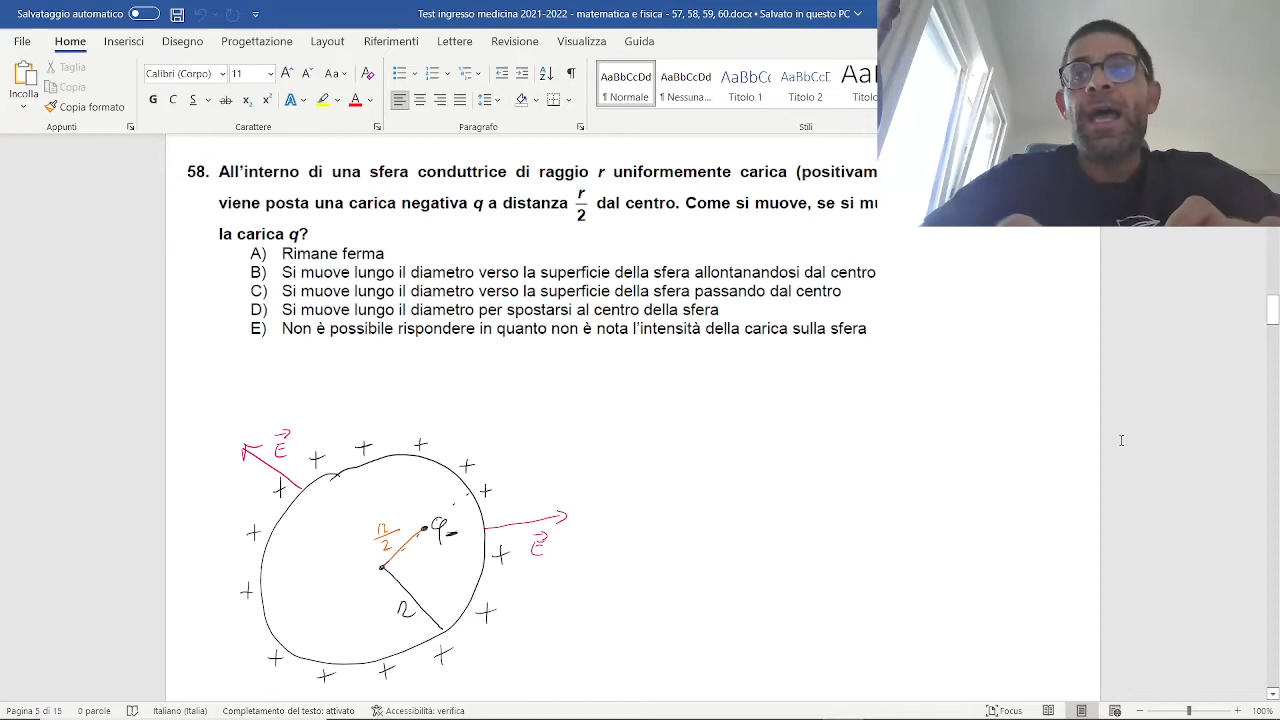 Salvataggio automatico
Test ingresso medicina 2021-2022 - matematica e fisica - 57, 58, 59, 60.docx • Salvato in questo PC
File Home Inserisci Disegno Progettazione Layout Riferimenti Lettere Revisione Visualizza Guida
Incolla
Taglia
Copia
Copia formato
Appunti
Calibri (Corpo) 11
Aa
G C S ab x₂ x² A A
Carattere
Paragrafo
AaBbCcDd AaBbCcDd AaBbCc AaBbCcD AaB
¶ Normale ¶ Nessuna... Titolo 1 Titolo 2 Titolo
Stili
58. All'interno di una sfera conduttrice di raggio r uniformemente carica (positivam
viene posta una carica negativa q a distanza r/2 dal centro. Come si muove, se si mu
la carica q?
A) Rimane ferma
B) Si muove lungo il diametro verso la superficie della sfera allontanandosi dal centro
C) Si muove lungo il diametro verso la superficie della sfera passando dal centro
D) Si muove lungo il diametro per spostarsi al centro della sfera
E) Non è possibile rispondere in quanto non è nota l'intensità della carica sulla sfera
E
+ + + + + + + + + + + + + +
r/2
q -
E
r
Pagina 5 di 15 0 parole Italiano (Italia) Completamento del testo: attivato Accessibilità: verifica
Focus
100%